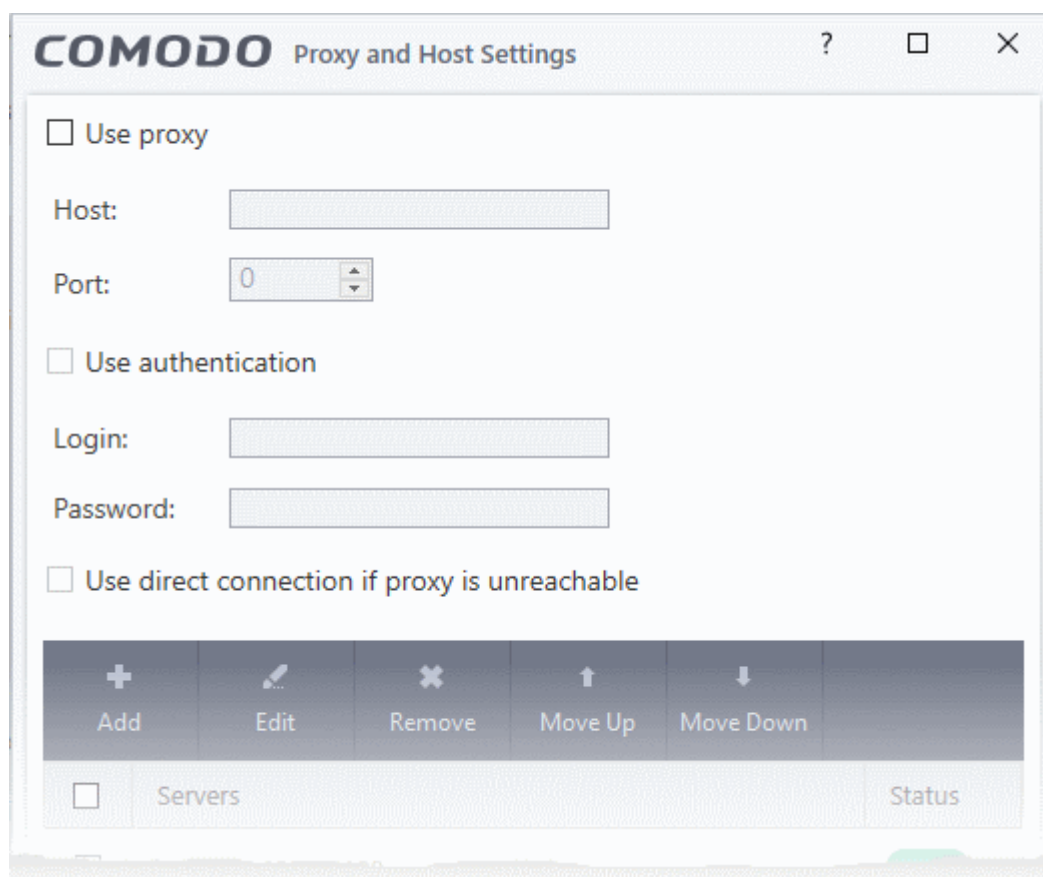 COMODO Proxy and Host Settings ?
Use proxy
Host:
Port: 0
Use authentication
Login:
Password:
Use direct connection if proxy is unreachable
Add Edit Remove Move Up Move Down
Servers Status